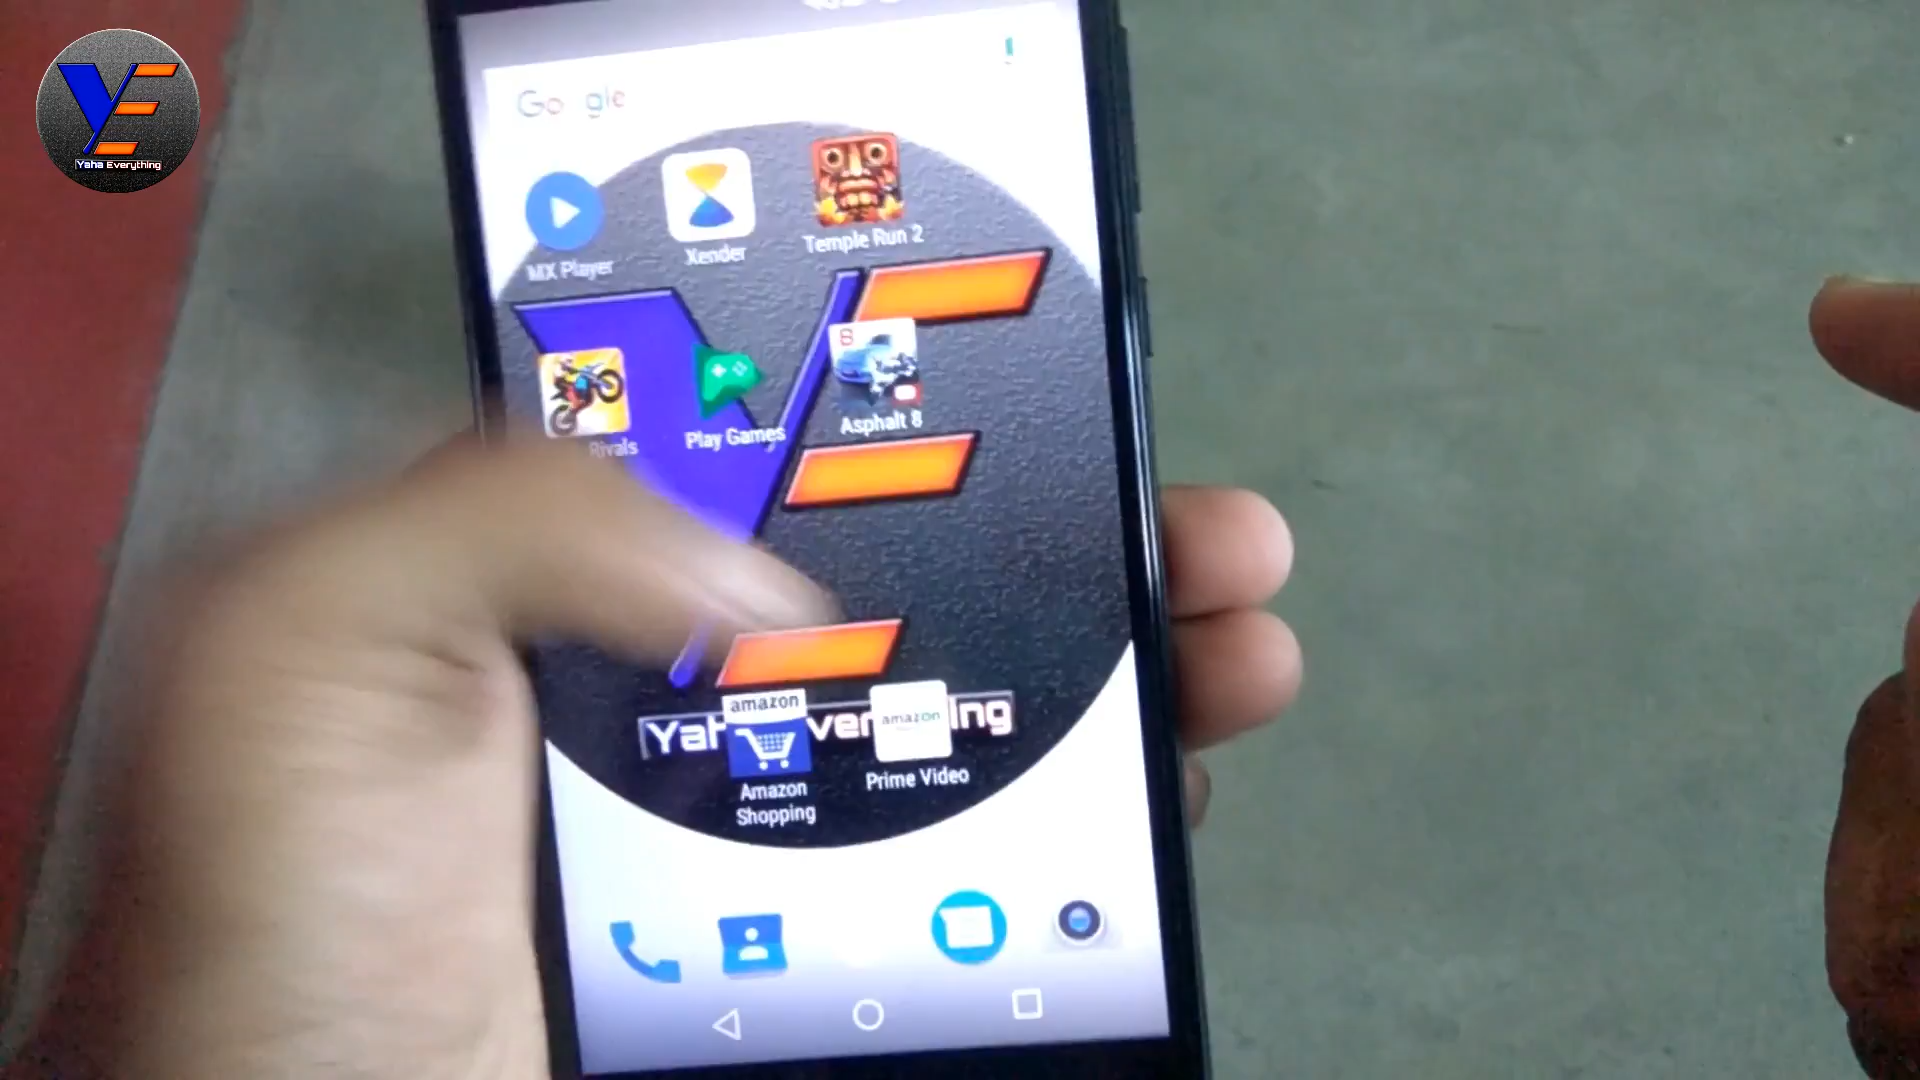 Yaha Everything
Google
MX Player
Xender
Temple Run 2
Rivals
Play Games
8
Asphalt 8
amazon
amazon
Amazon
Shopping
Prime Video